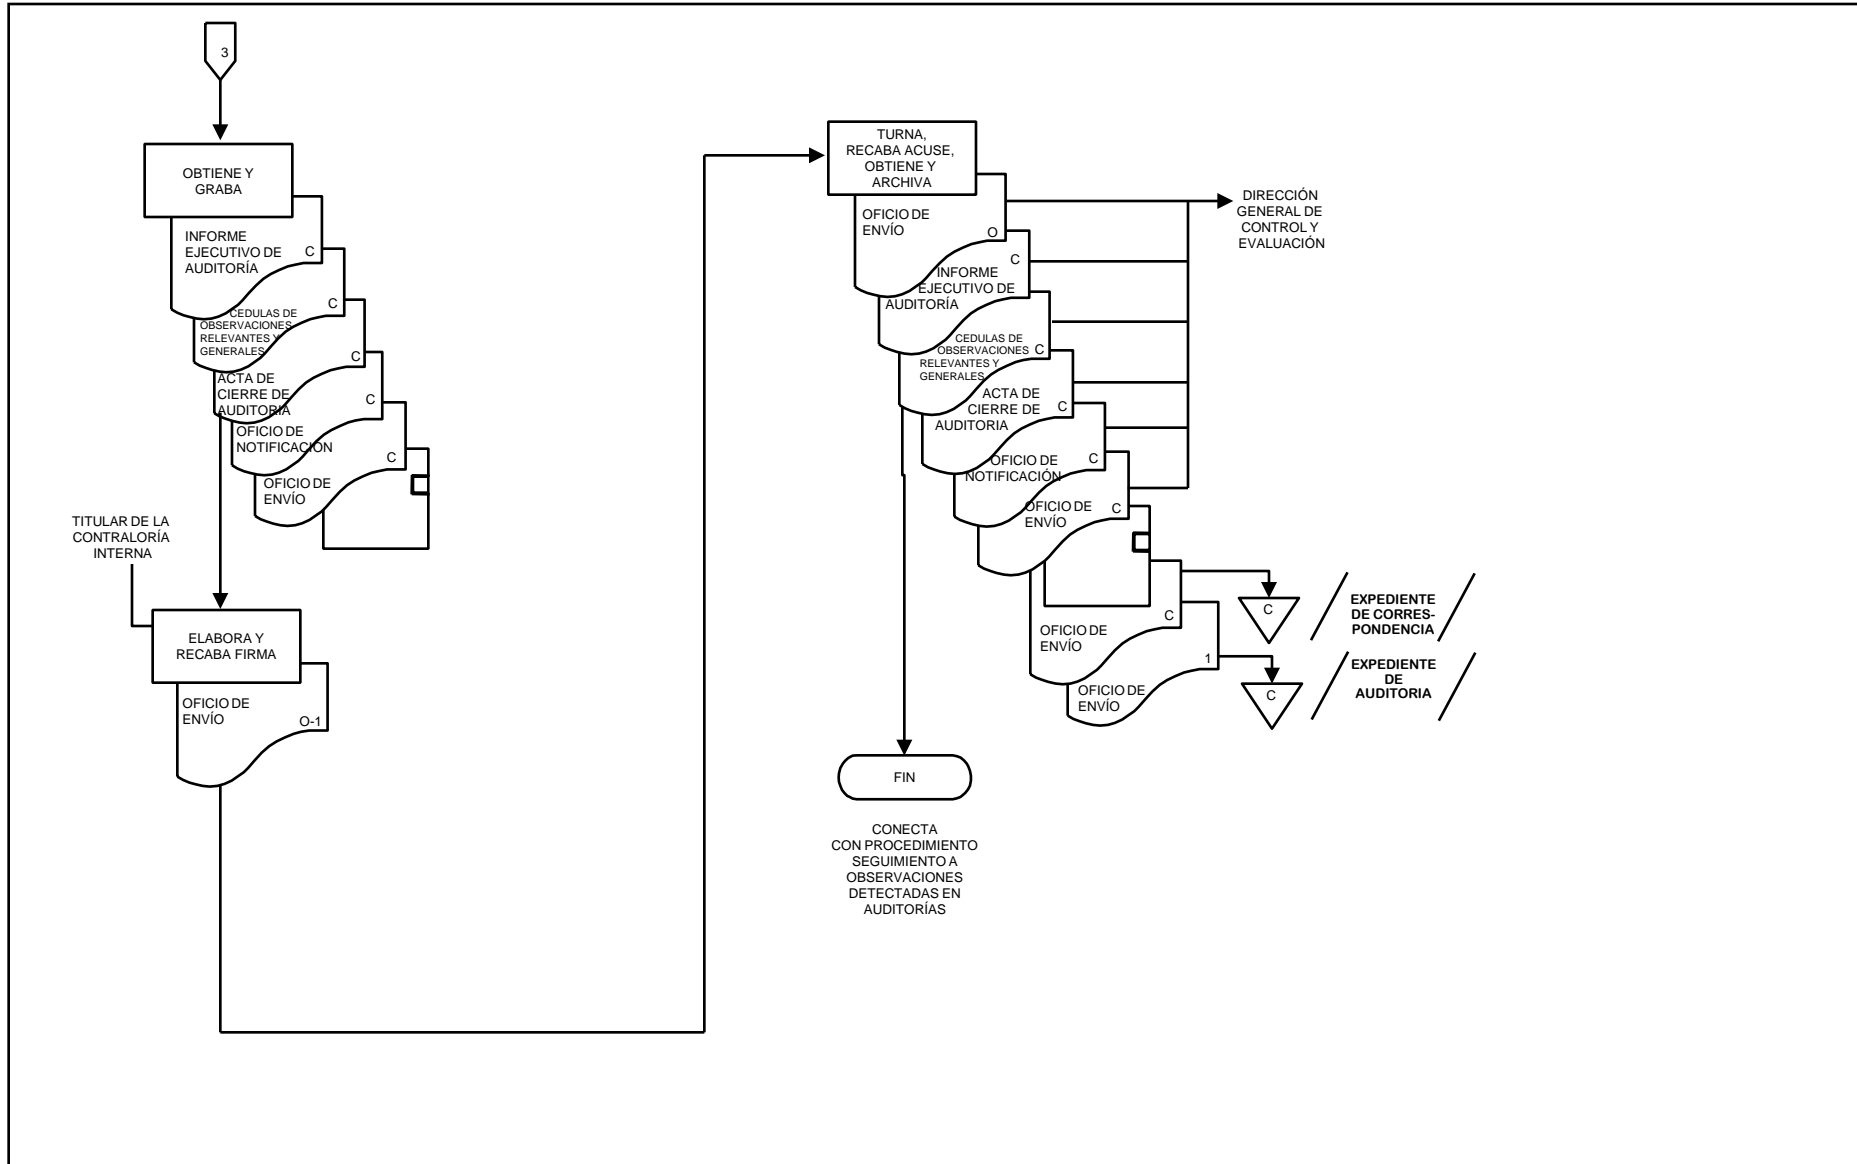 3
OBTIENE Y
GRABA
INFORME
EJECUTIVO DE
AUDITORÍA
C
CEDULAS DE
OBSERVACIONES
RELEVANTES Y
GENERALES
C
ACTA DE
CIERRE DE
AUDITORIA
C
OFICIO DE
NOTIFICACIÓN
C
OFICIO DE
ENVÍO
C
TITULAR DE LA
CONTRALORÍA
INTERNA
ELABORA Y
RECABA FIRMA
OFICIO DE
ENVÍO
O-1
TURNA,
RECABA ACUSE,
OBTIENE Y
ARCHIVA
OFICIO DE
ENVÍO
O
DIRECCIÓN
GENERAL DE
CONTROL Y
EVALUACIÓN
INFORME
EJECUTIVO DE
AUDITORÍA
C
CEDULAS DE
OBSERVACIONES
RELEVANTES Y
GENERALES
C
ACTA DE
CIERRE DE
AUDITORIA
C
OFICIO DE
NOTIFICACIÓN
C
OFICIO DE
ENVÍO
C
OFICIO DE
ENVÍO
C
C
EXPEDIENTE
DE CORRES-
PONDENCIA
OFICIO DE
ENVÍO
1
C
EXPEDIENTE
DE
AUDITORIA
FIN
CONECTA
CON PROCEDIMIENTO
SEGUIMIENTO A
OBSERVACIONES
DETECTADAS EN
AUDITORÍAS